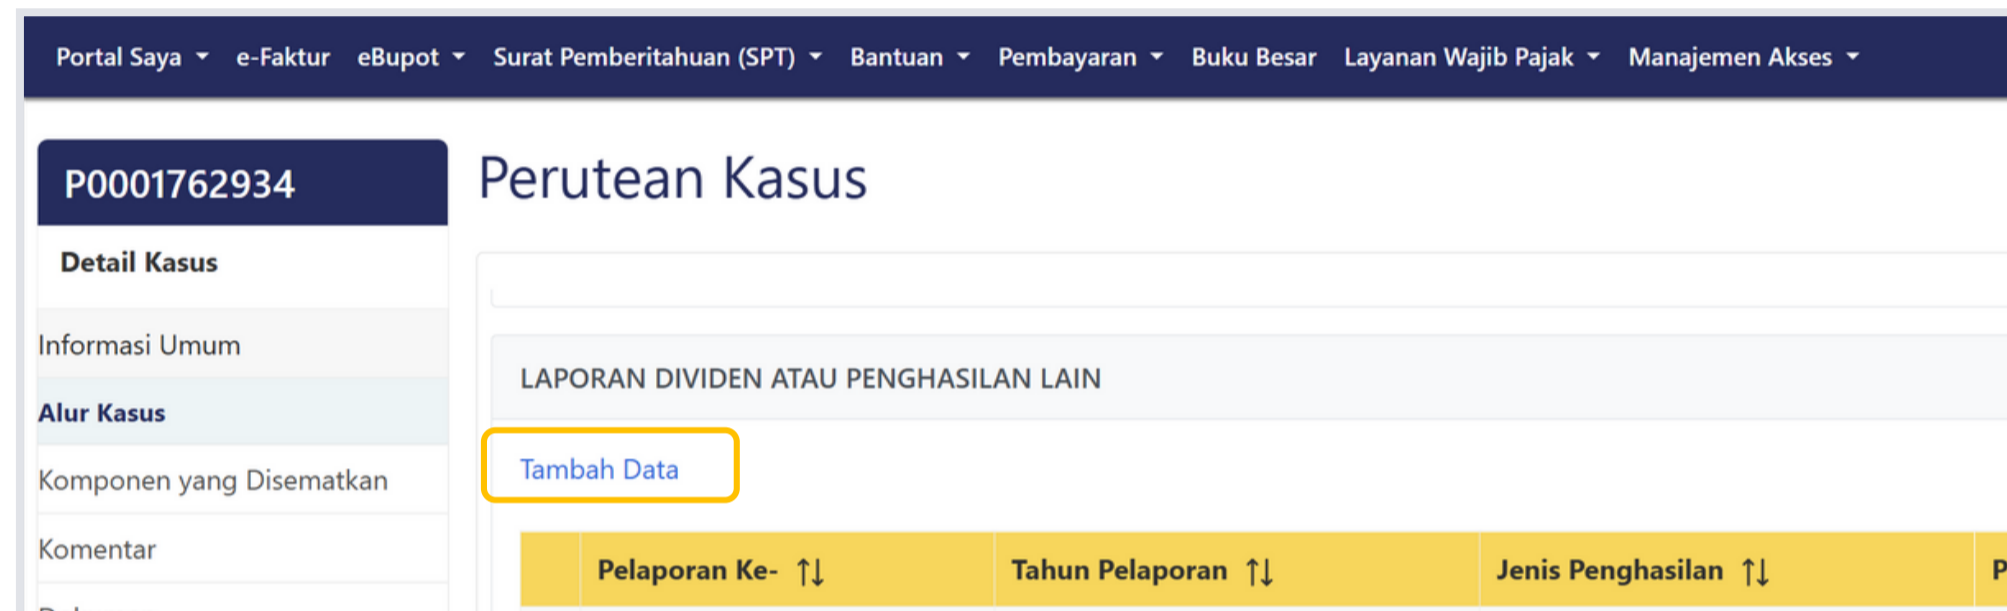 Portal Saya e-Faktur eBupot Surat Pemberitahuan (SPT) Bantuan Pembayaran Buku Besar Layanan Wajib Pajak Manajemen Akses
P0001762934
Detail Kasus
Informasi Umum
Alur Kasus
Komponen yang Disematkan
Komentar
Perutean Kasus
LAPORAN DIVIDEN ATAU PENGHASILAN LAIN
Tambah Data
Pelaporan Ke- ↑↓ Tahun Pelaporan ↑↓ Jenis Penghasilan ↑↓ P